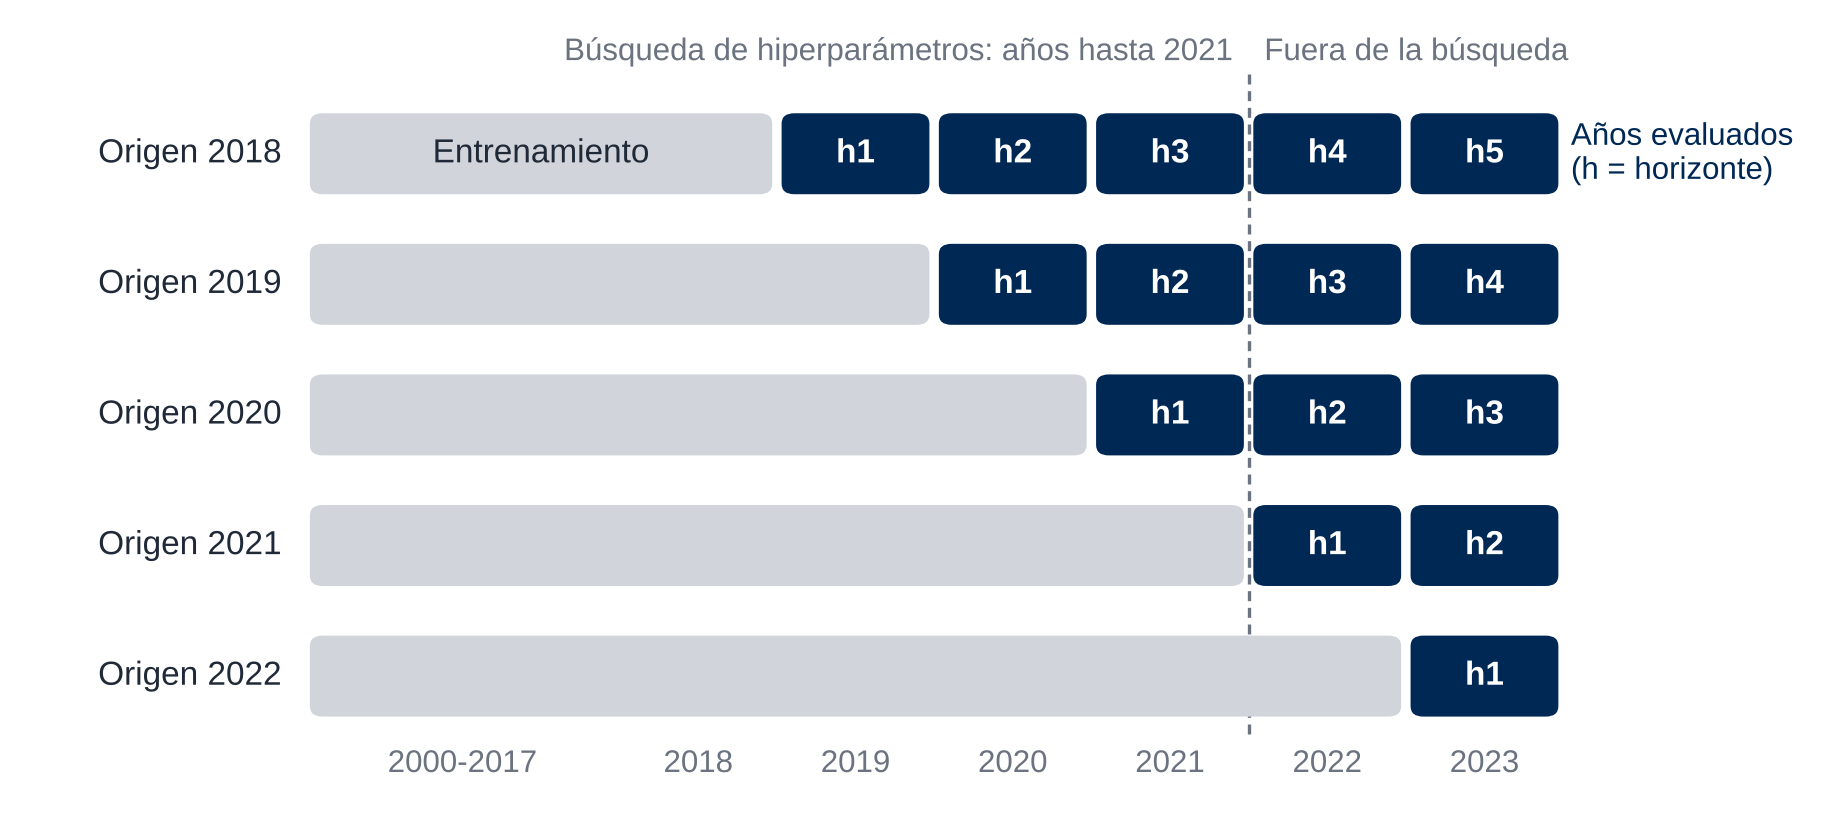 Búsqueda de hiperparámetros: años hasta 2021 Fuera de la búsqueda
Origen 2018 Entrenamiento h1 h2 h3 h4 h5 Años evaluados
(h = horizonte)
Origen 2019 h1 h2 h3 h4
Origen 2020 h1 h2 h3
Origen 2021 h1 h2
Origen 2022 h1
2000-2017 2018 2019 2020 2021 2022 2023